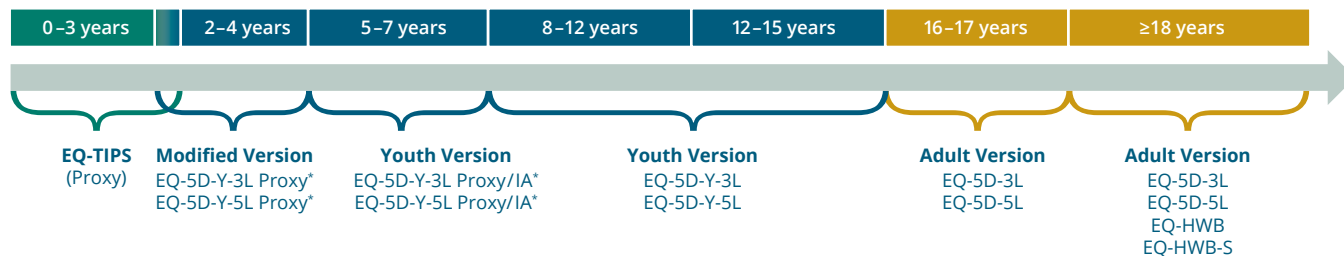 0–3 years
2–4 years
5–7 years
8–12 years
12–15 years
16–17 years
≥18 years
EQ-TIPS
(Proxy)
Modified Version
EQ-5D-Y-3L Proxy*
EQ-5D-Y-5L Proxy*
Youth Version
EQ-5D-Y-3L Proxy/IA*
EQ-5D-Y-5L Proxy/IA*
Youth Version
EQ-5D-Y-3L
EQ-5D-Y-5L
Adult Version
EQ-5D-3L
EQ-5D-5L
Adult Version
EQ-5D-3L
EQ-5D-5L
EQ-HWB
EQ-HWB-S